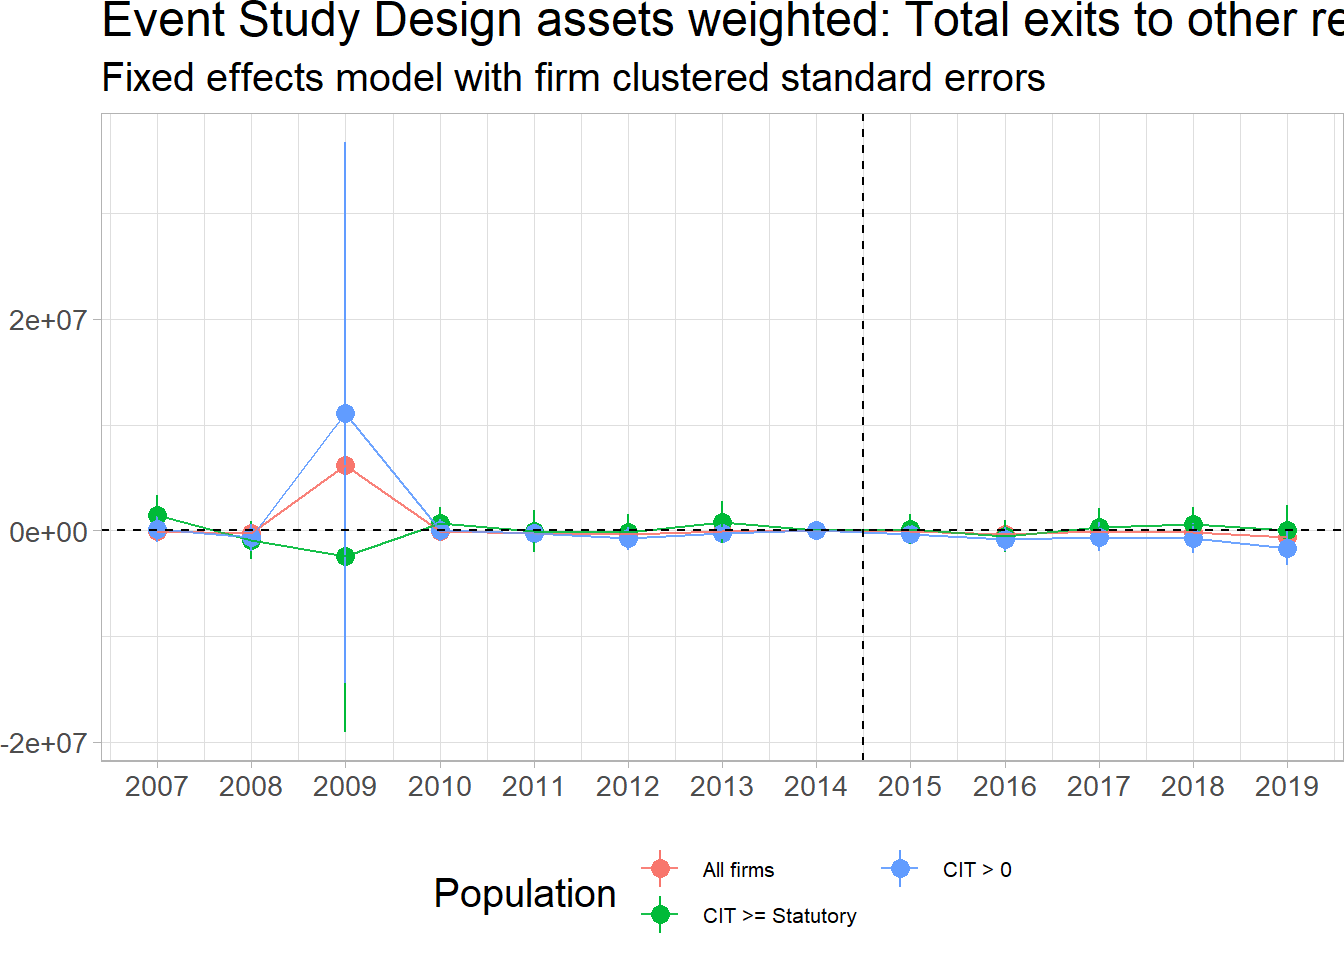 Event Study Design assets weighted: Total exits to other re
Fixed effects model with firm clustered standard errors
2e+07
0e+00
-2e+07
2007 2008 2009 2010 2011 2012 2013 2014 2015 2016 2017 2018 2019
Population
All firms
CIT >= Statutory
CIT > 0